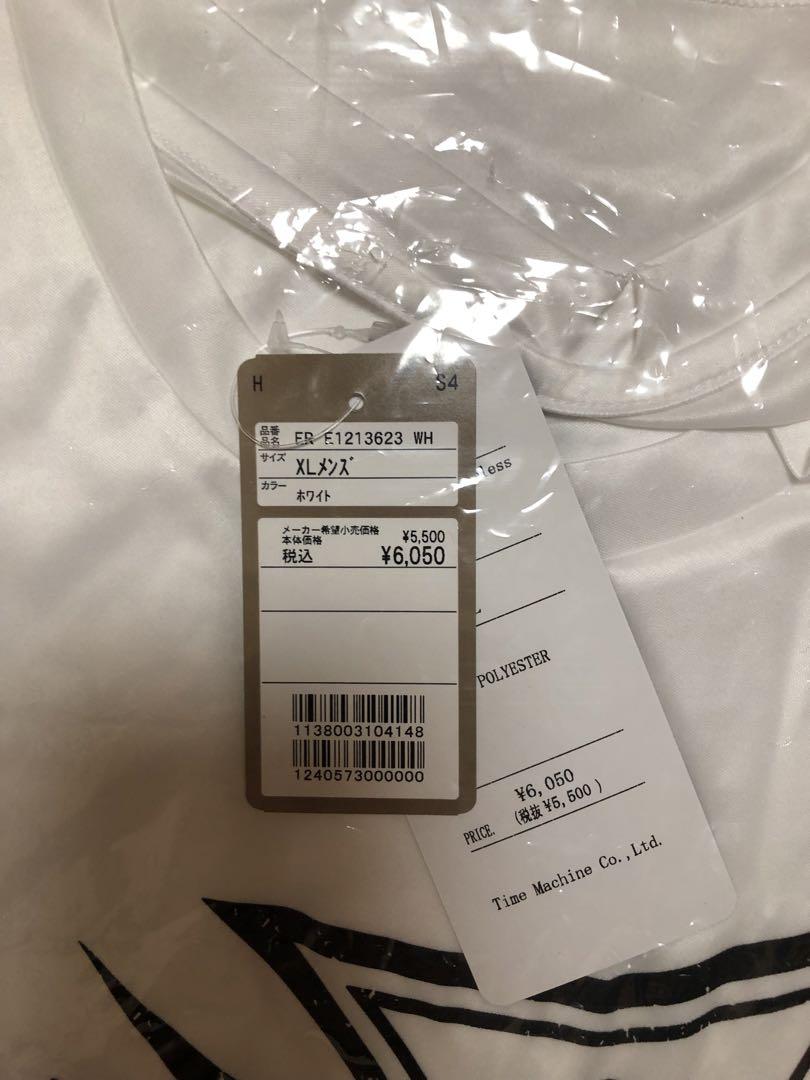 H S4
品番
品名 ER E1213623 WH
サイズ XLメンズ
カラー ホワイト
メーカー希望小売価格
本体価格 ¥5,500
税込 ¥6,050
1138003104148
1240573000000
less
POLYESTER
¥6,050
PRICE. (税抜 ¥5,500 )
Time Machine Co.,Ltd.